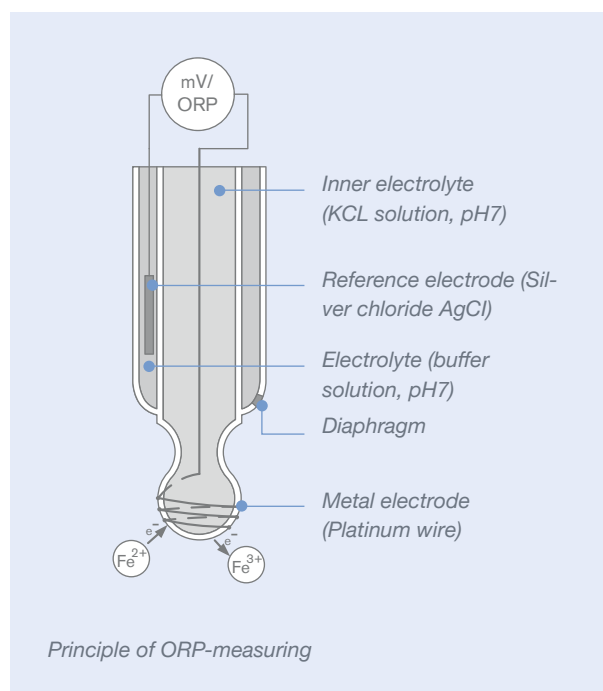 mV/
ORP
Inner electrolyte
(KCL solution, pH7)
Reference electrode (Sil-
ver chloride AgCl)
Electrolyte (buffer
solution, pH7)
Diaphragm
Metal electrode
(Platinum wire)
e⁻
e⁻
Fe²⁺
Fe³⁺
Principle of ORP-measuring